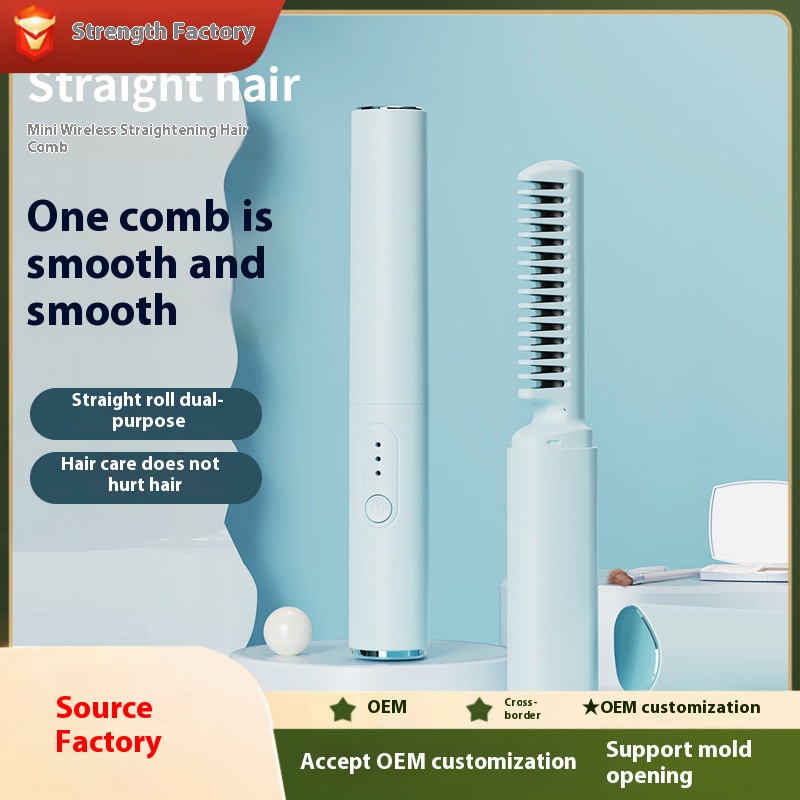 Strength Factory
Straight hair
Mini Wireless Straightening Hair
Comb
One comb is
smooth and
smooth
Straight roll dual-
purpose
Hair care does not
hurt hair
Source
Factory
OEM
Cross-
border
★OEM customization
Accept OEM customization
Support mold
opening